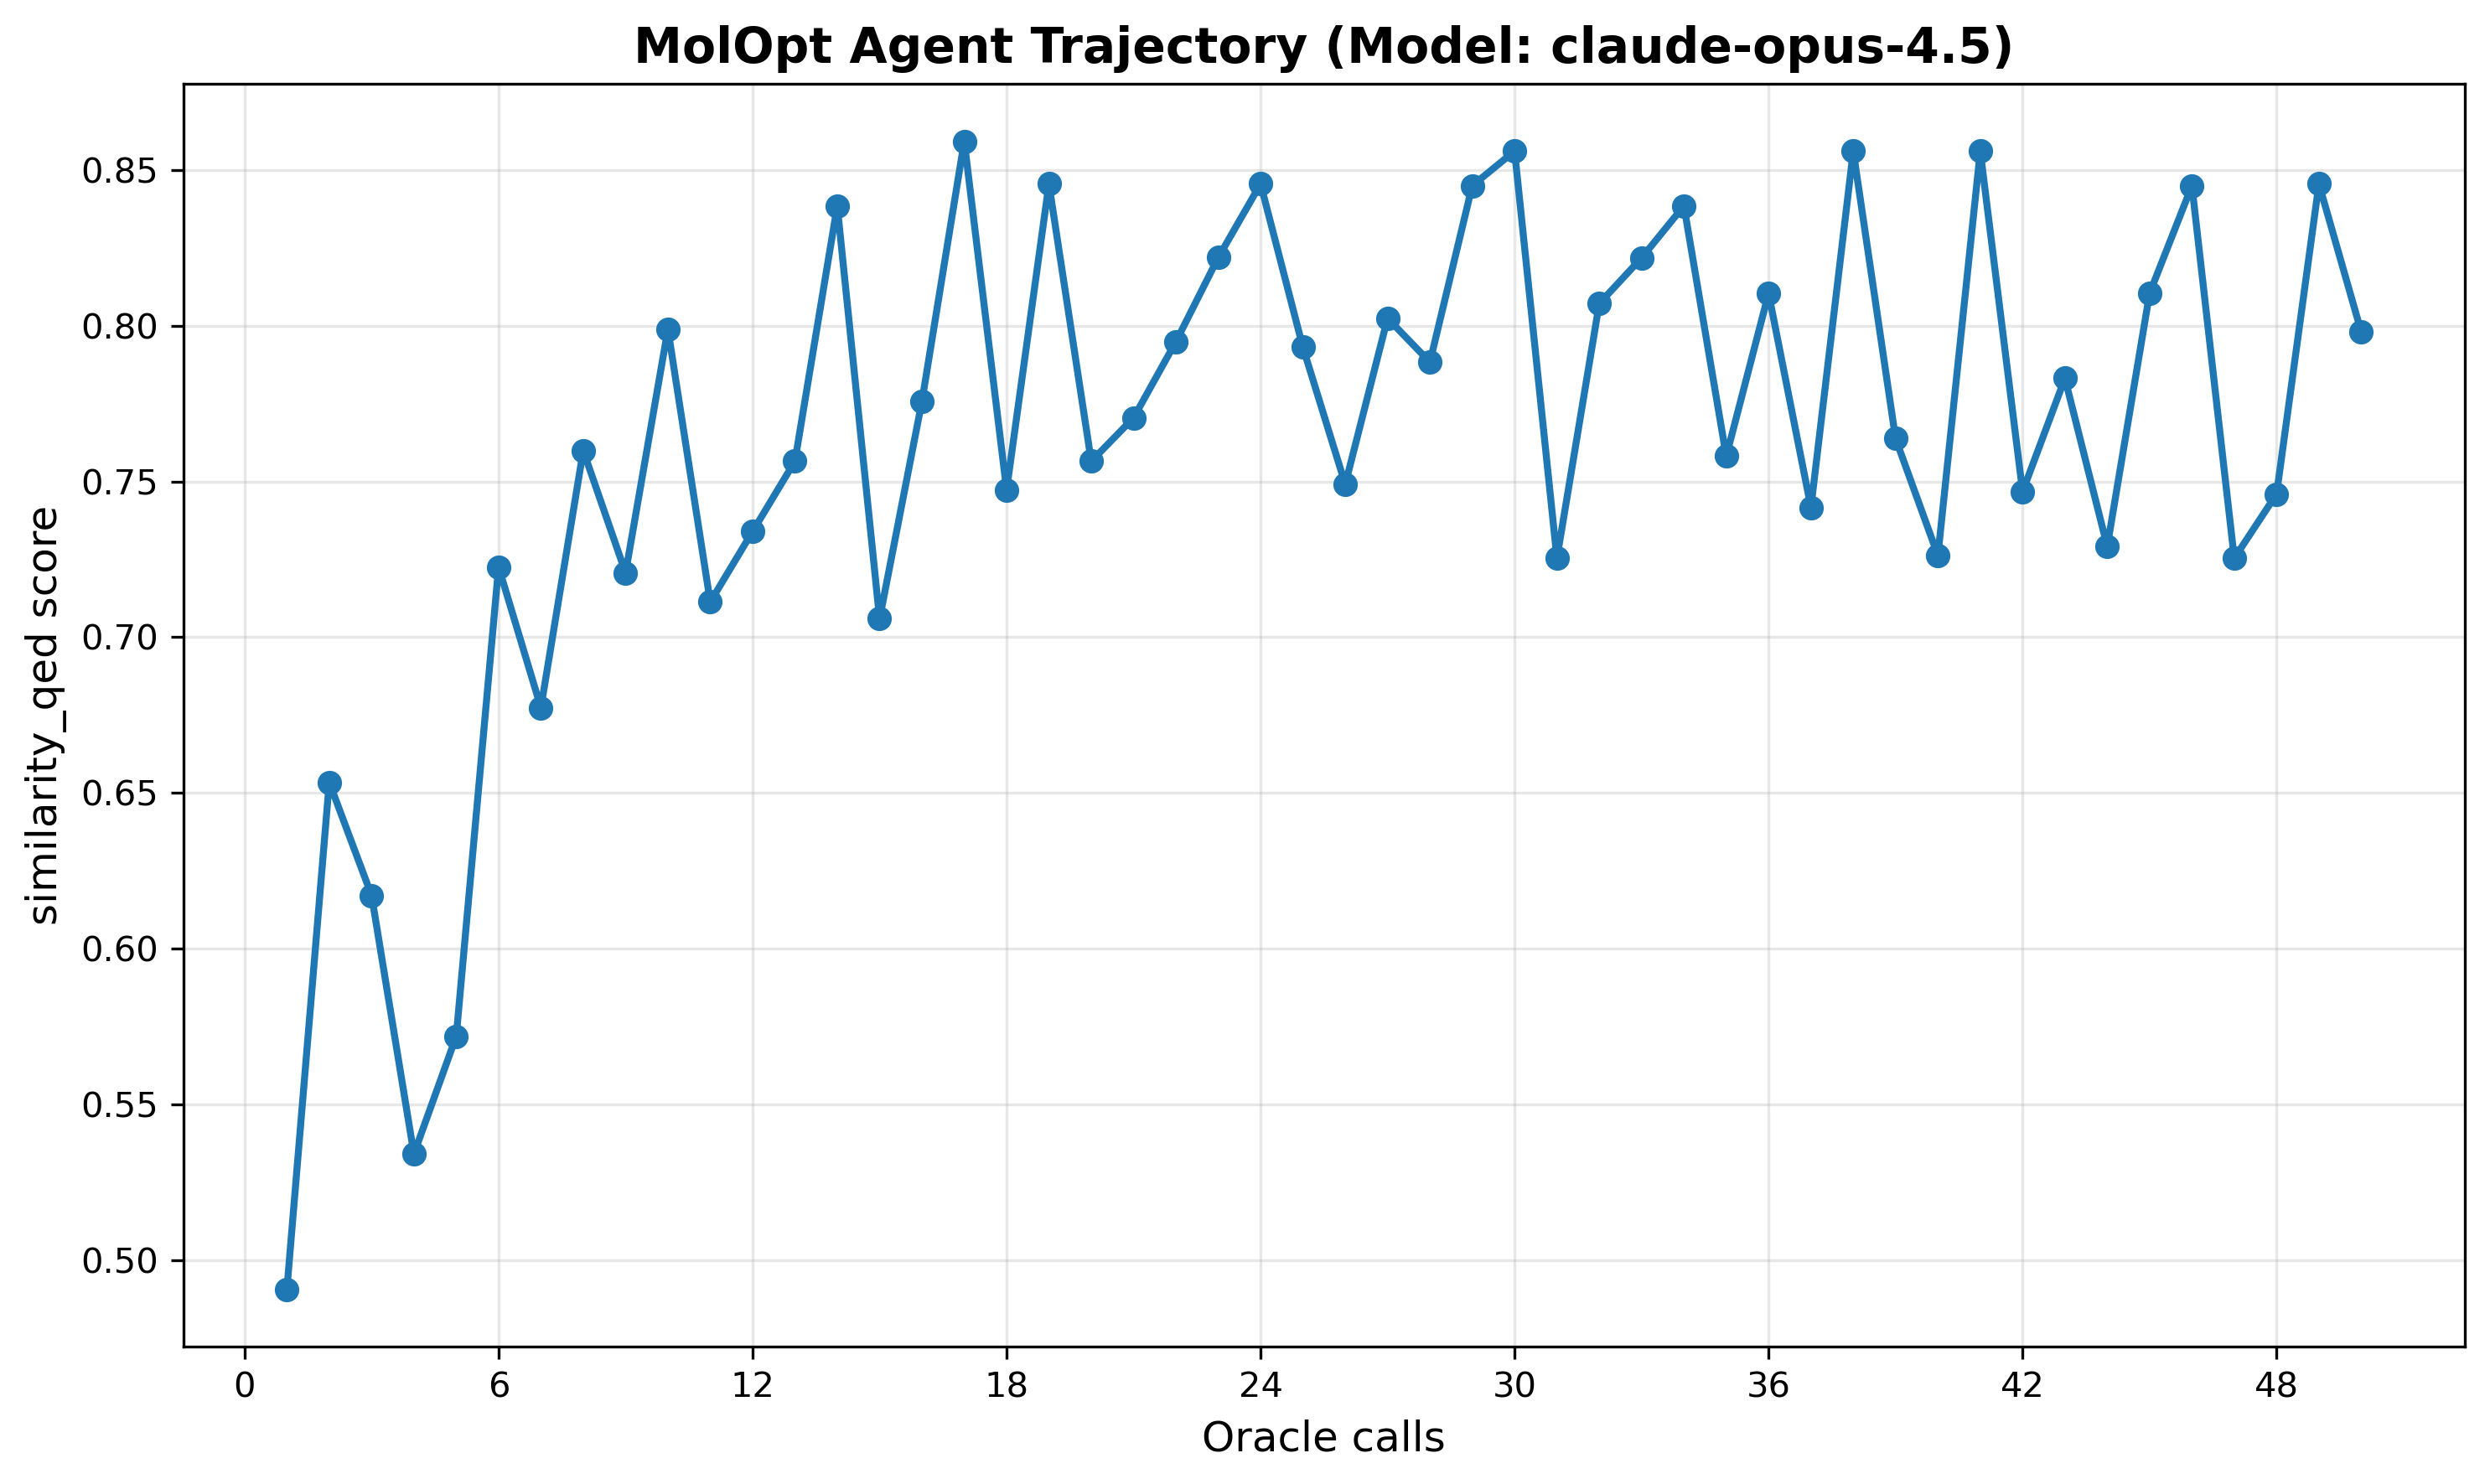 MolOpt Agent Trajectory (Model: claude-opus-4.5)
similarity_qed score
0.85
0.80
0.75
0.70
0.65
0.60
0.55
0.50
0 6 12 18 24 30 36 42 48
Oracle calls